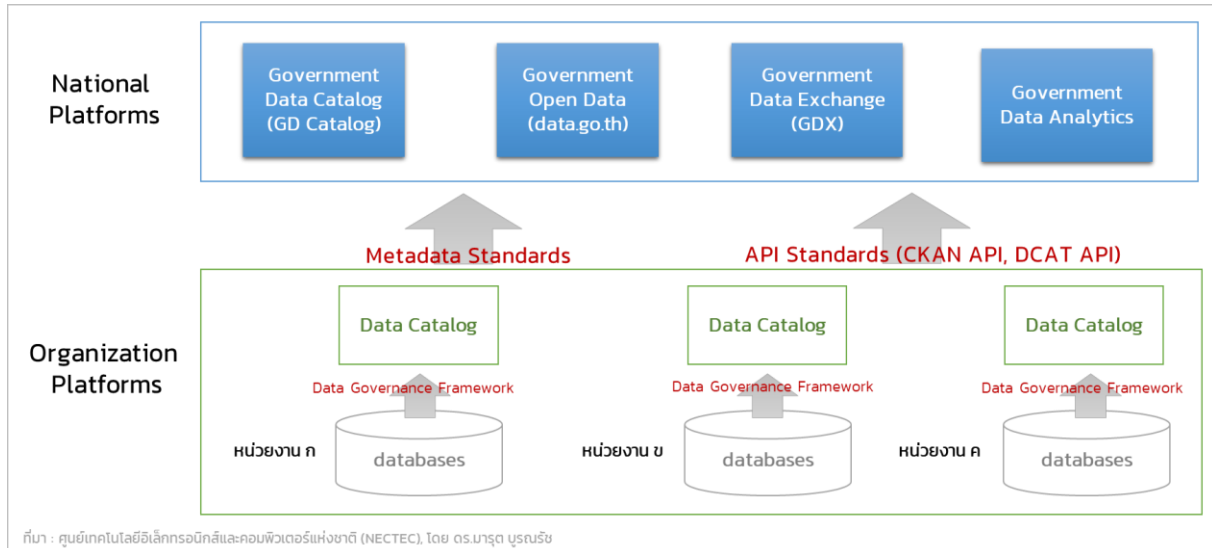 National
Platforms
Government
Data Catalog
(GD Catalog)
Government
Open Data
(data.go.th)
Government
Data Exchange
(GDX)
Government
Data Analytics
Metadata Standards
API Standards (CKAN API, DCAT API)
Organization
Platforms
Data Catalog
Data Catalog
Data Catalog
Data Governance Framework
Data Governance Framework
Data Governance Framework
หน่วยงาน ก
databases
หน่วยงาน ข
databases
หน่วยงาน ค
databases
ที่มา : ศูนย์เทคโนโลยีอิเล็กทรอนิกส์และคอมพิวเตอร์แห่งชาติ (NECTEC), โดย ดร.มารุต บูรณรัช